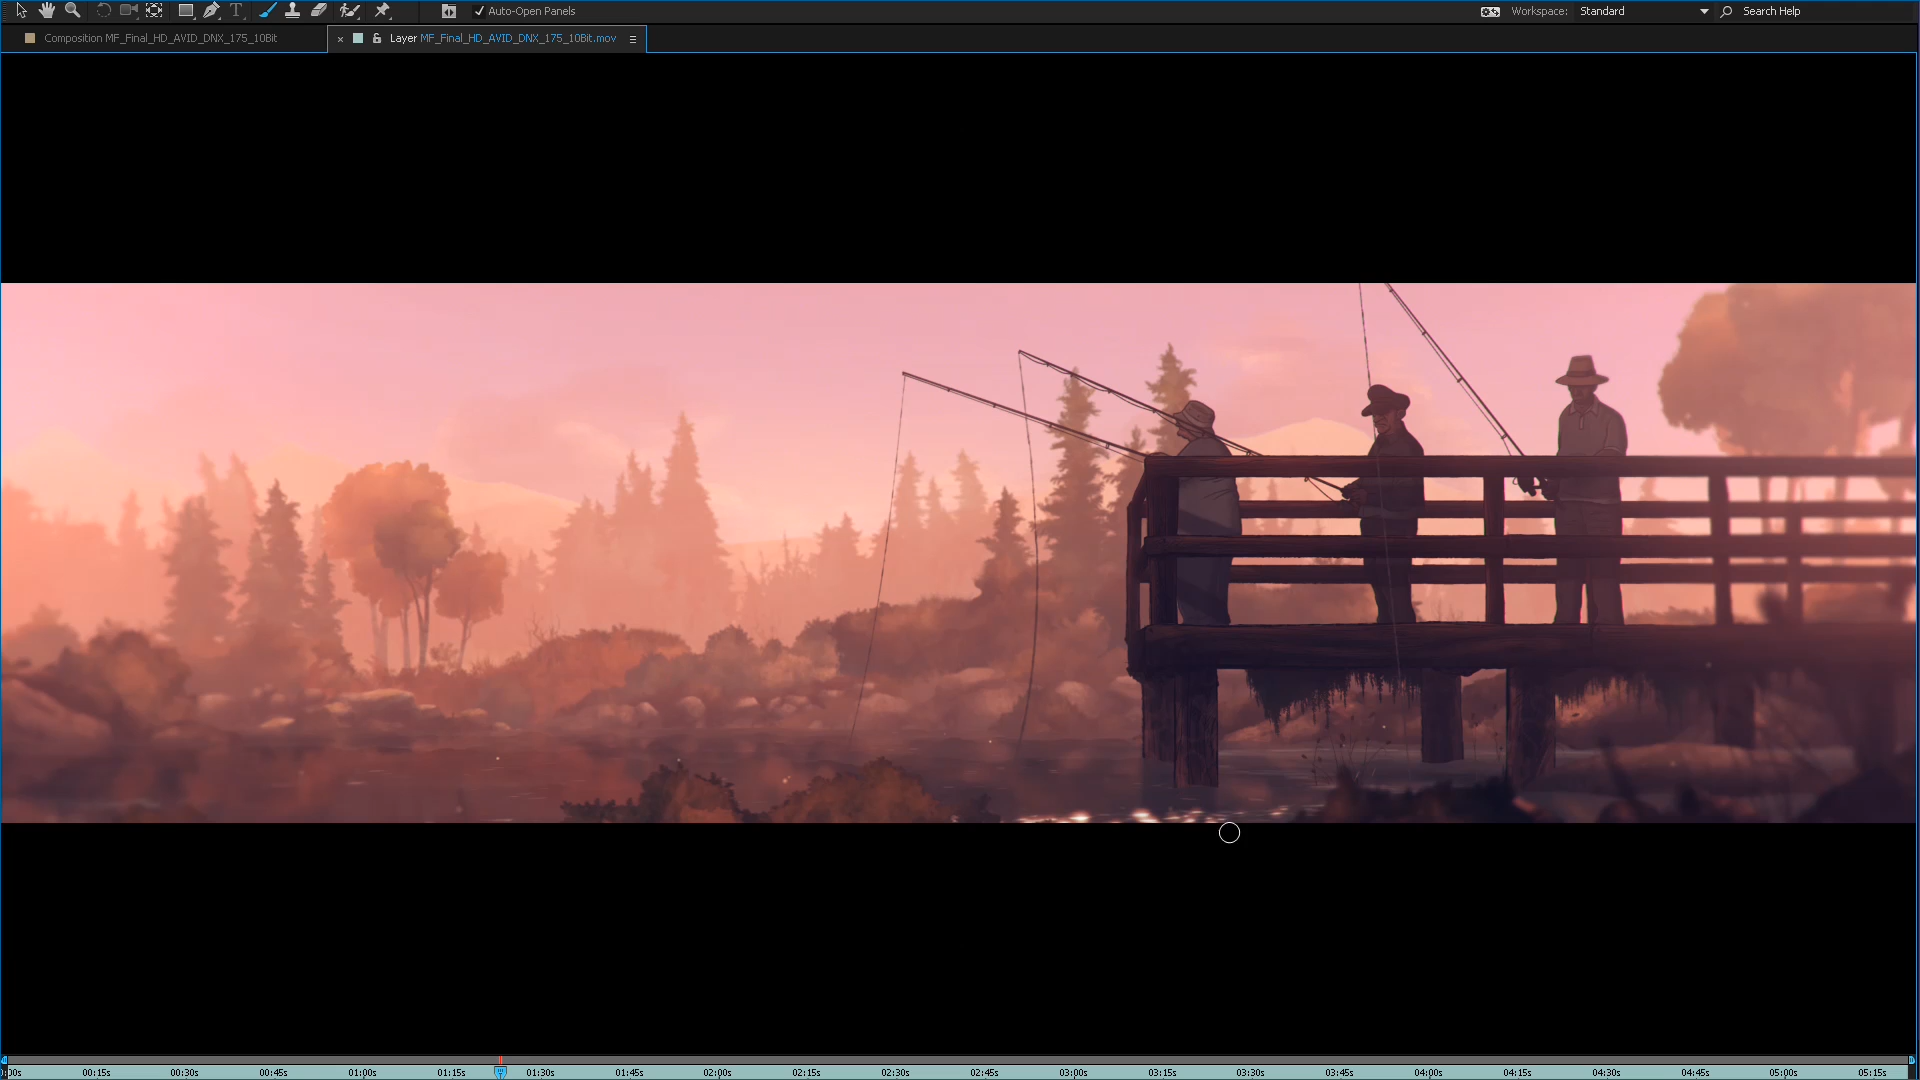 Auto-Open Panels
Workspace: Standard
Search Help
Composition MF_Final_HD_AVID_DNX_175_10Bit
Layer MF_Final_HD_AVID_DNX_175_10Bit.mov
00s 00:15s 00:30s 00:45s 01:00s 01:15s 01:30s 01:45s 02:00s 02:15s 02:30s 02:45s 03:00s 03:15s 03:30s 03:45s 04:00s 04:15s 04:30s 04:45s 05:00s 05:15s